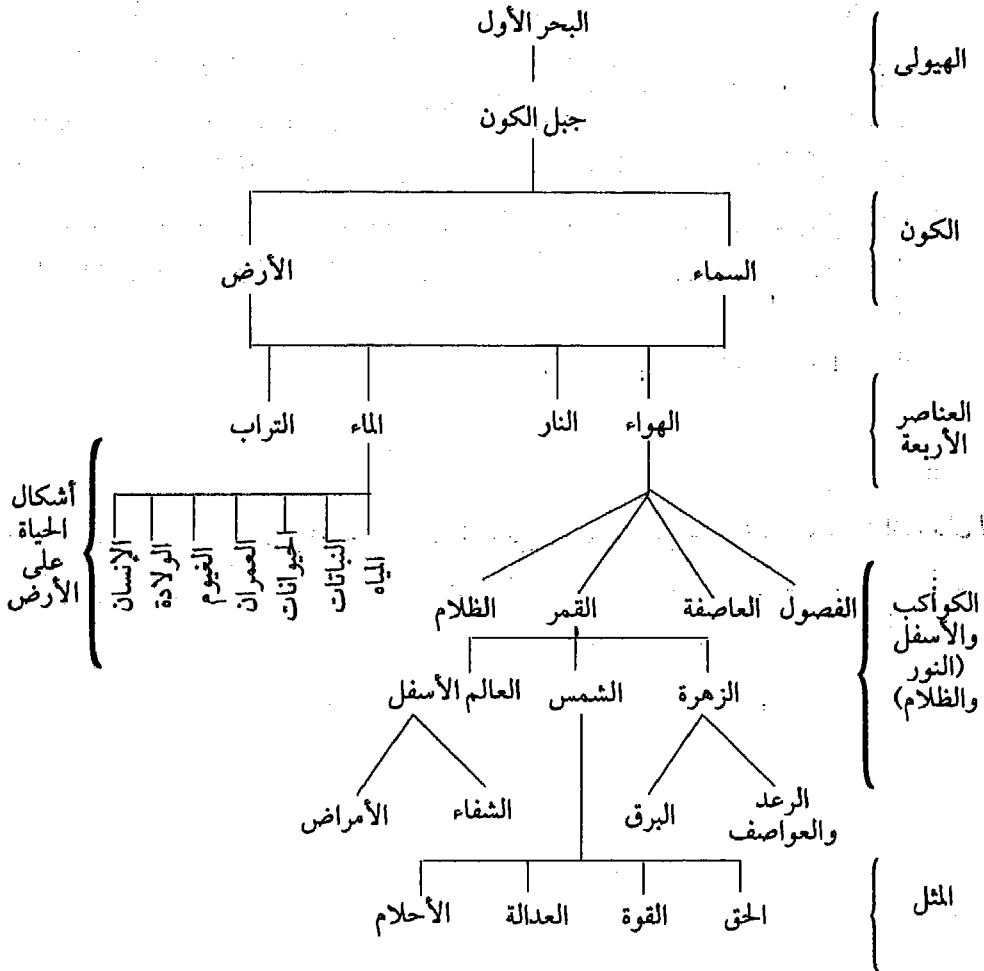 البحر الأول
الهيولى
جبل الكون
الكون
السماء
الأرض
العناصر
الأربعة
الهواء
النار
الماء
التراب
أشكال
الحياة
على
الأرض
المياه
النباتات
الحيوانات
العمران
الغيوم
الولادة
الإنسان
الكواكب
والأسفل
(النور
والظلام)
الفصول
العاصفة
القمر
الظلام
الزهرة
الشمس
العالم الأسفل
الرعد
والعواصف
البرق
الشفاء
الأمراض
المثل
الحق
القوة
العدالة
الأحلام